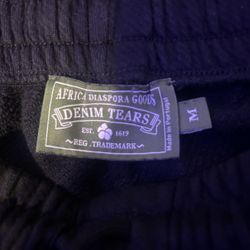 AFRICA DIASPORA GOODS
DENIM TEARS
EST. 1619
REG. TRADEMARK
Made in Portugal
M